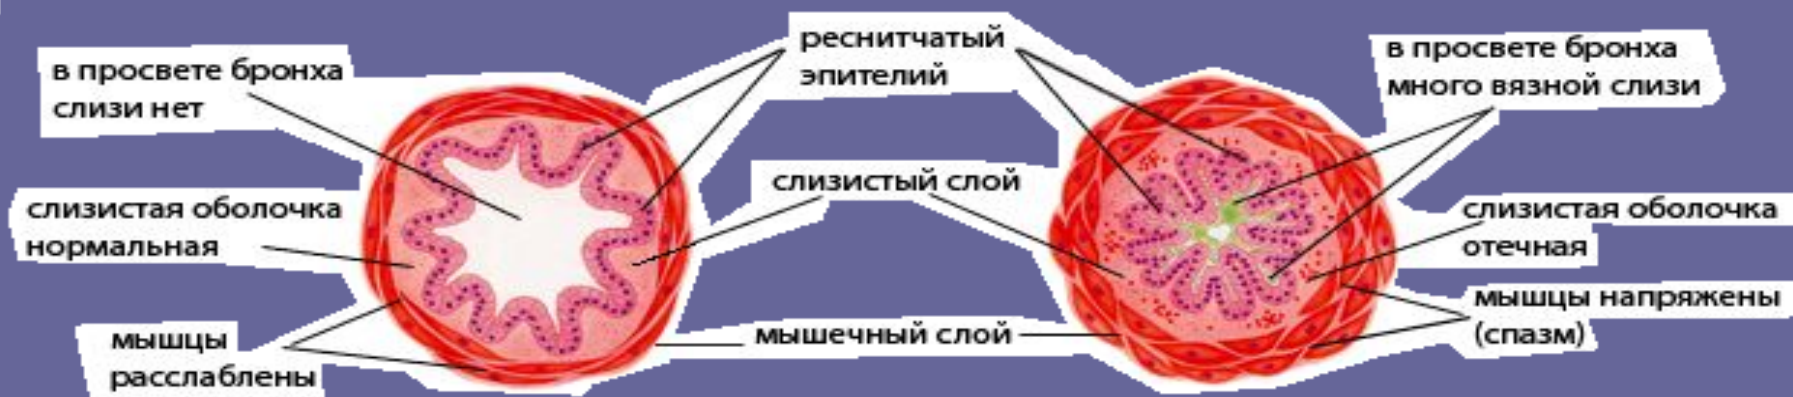 в просвете бронха
слизи нет
слизистая оболочка
нормальная
мышцы
расслаблены
реснитчатый
эпителий
слизистый слой
мышечный слой
в просвете бронха
много вязной слизи
слизистая оболочка
отечная
мышцы напряжены
(спазм)